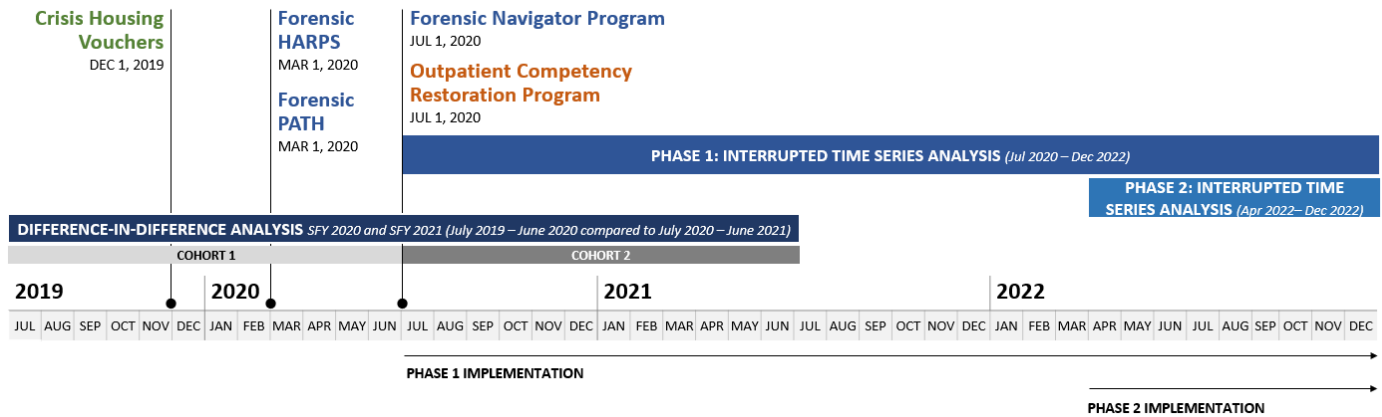 Crisis Housing
Vouchers
DEC 1, 2019
Forensic
HARPS
MAR 1, 2020
Forensic
PATH
MAR 1, 2020
Forensic Navigator Program
JUL 1, 2020
Outpatient Competency
Restoration Program
JUL 1, 2020
PHASE 1: INTERRUPTED TIME SERIES ANALYSIS (Jul 2020 – Dec 2022)
PHASE 2: INTERRUPTED TIME
SERIES ANALYSIS (Apr 2022– Dec 2022)
DIFFERENCE-IN-DIFFERENCE ANALYSIS SFY 2020 and SFY 2021 (July 2019 – June 2020 compared to July 2020 – June 2021)
COHORT 1 COHORT 2
2019 2020 2021 2022
JUL AUG SEP OCT NOV DEC JAN FEB MAR APR MAY JUN JUL AUG SEP OCT NOV DEC JAN FEB MAR APR MAY JUN JUL AUG SEP OCT NOV DEC JAN FEB MAR APR MAY JUN JUL AUG SEP OCT NOV DEC
PHASE 1 IMPLEMENTATION
PHASE 2 IMPLEMENTATION